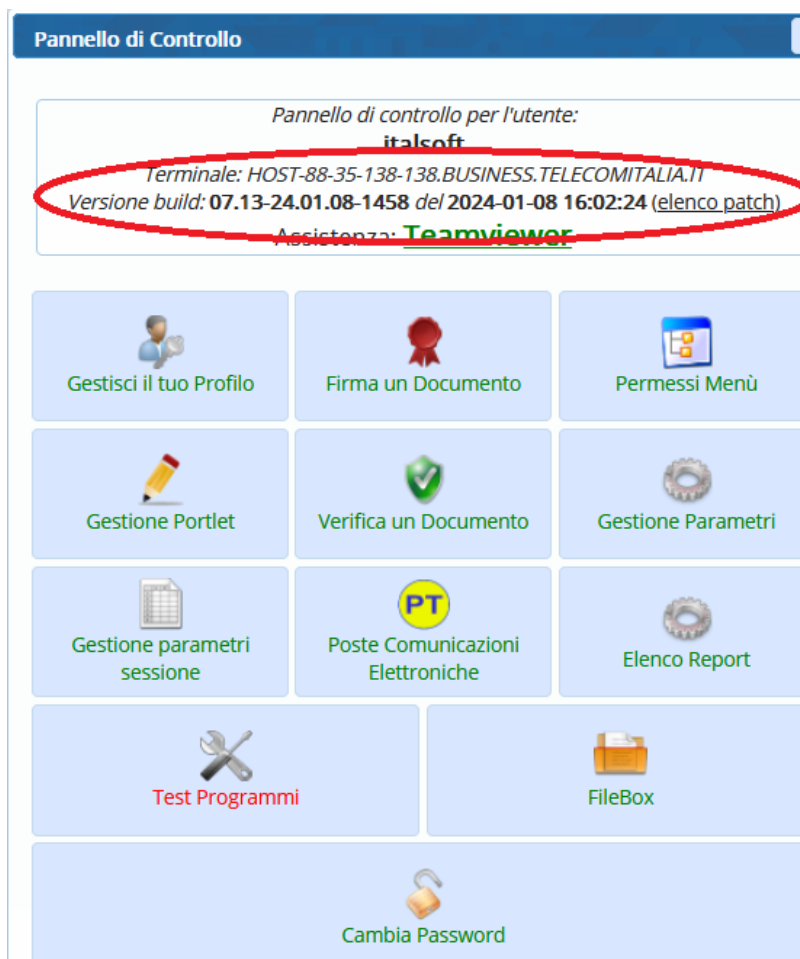 Pannello di Controllo
Pannello di controllo per l'utente:
italsoft
Terminale: HOST-88-35-138-138.BUSINESS.TELECOMITALIA.IT
Versione build: 07.13-24.01.08-1458 del 2024-01-08 16:02:24 (elenco patch)
Assistenza: Teamviewer
Gestisci il tuo Profilo
Firma un Documento
Permessi Menù
Gestione Portlet
Verifica un Documento
Gestione Parametri
Gestione parametri
sessione
PT
Poste Comunicazioni
Elettroniche
Elenco Report
Test Programmi
FileBox
Cambia Password